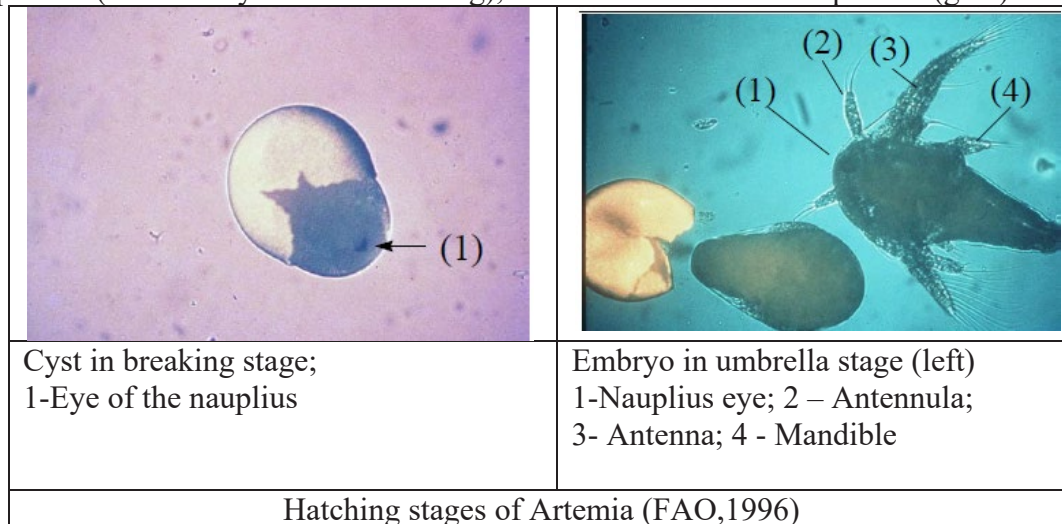 (2) (3)
(1) (4)
(1)
Cyst in breaking stage;
1-Eye of the nauplius
Embryo in umbrella stage (left)
1-Nauplius eye; 2 – Antennula;
3- Antenna; 4 - Mandible
Hatching stages of Artemia (FAO,1996)